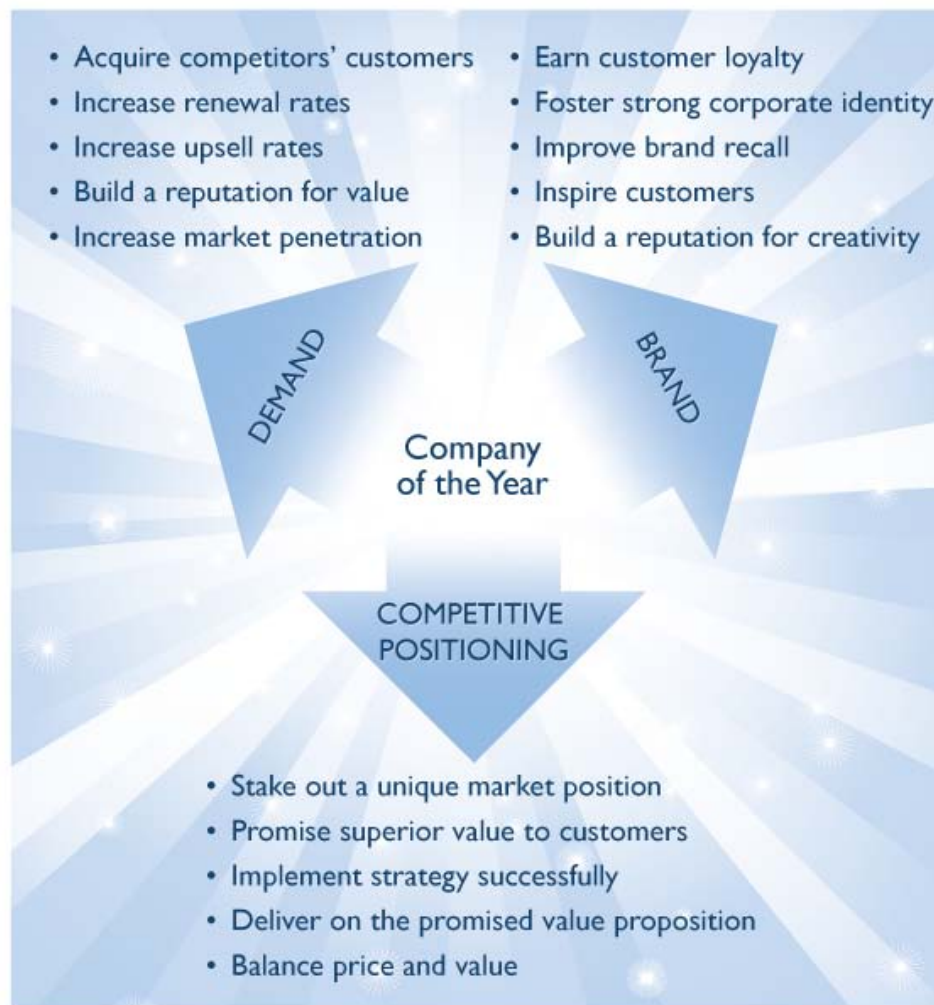 • Acquire competitors’ customers
• Increase renewal rates
• Increase upsell rates
• Build a reputation for value
• Increase market penetration
• Earn customer loyalty
• Foster strong corporate identity
• Improve brand recall
• Inspire customers
• Build a reputation for creativity
DEMAND
BRAND
Company
of the Year
COMPETITIVE
POSITIONING
• Stake out a unique market position
• Promise superior value to customers
• Implement strategy successfully
• Deliver on the promised value proposition
• Balance price and value